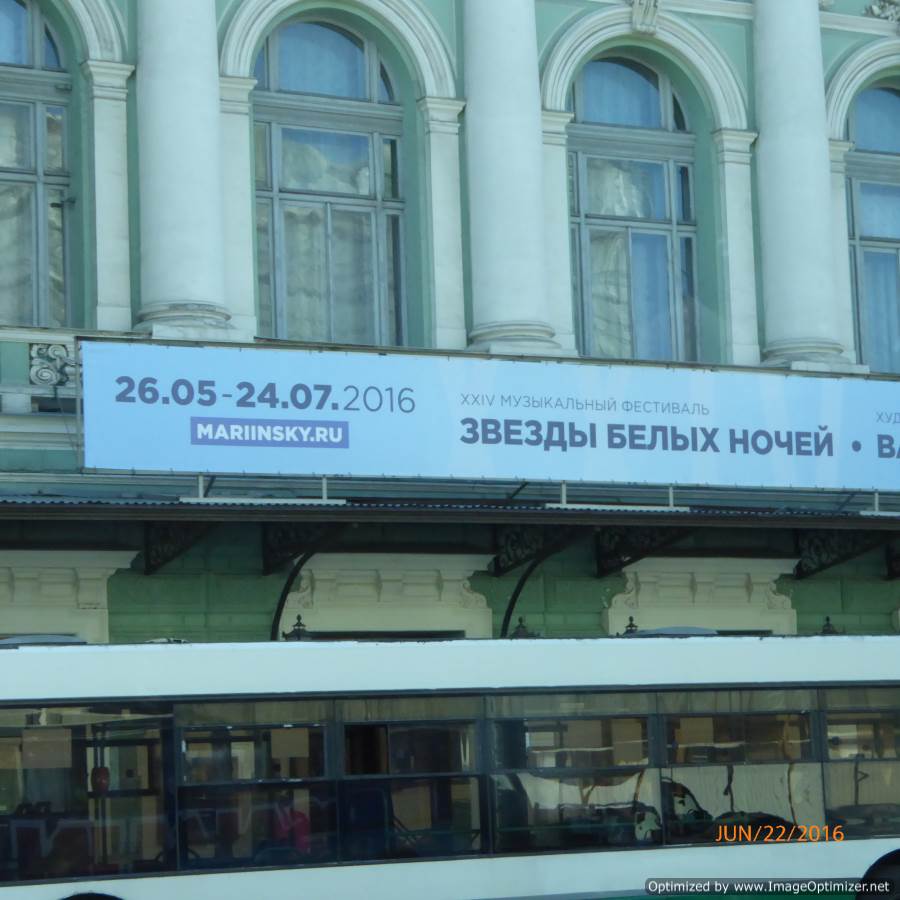 26.05-24.07.2016
MARIINSKY.RU
XXIV МУЗЫКАЛЬНЫЙ ФЕСТИВАЛЬ
ЗВЕЗДЫ БЕЛЫХ НОЧЕЙ •
JUN/22/2016
Optimized by www.ImageOptimizer.net